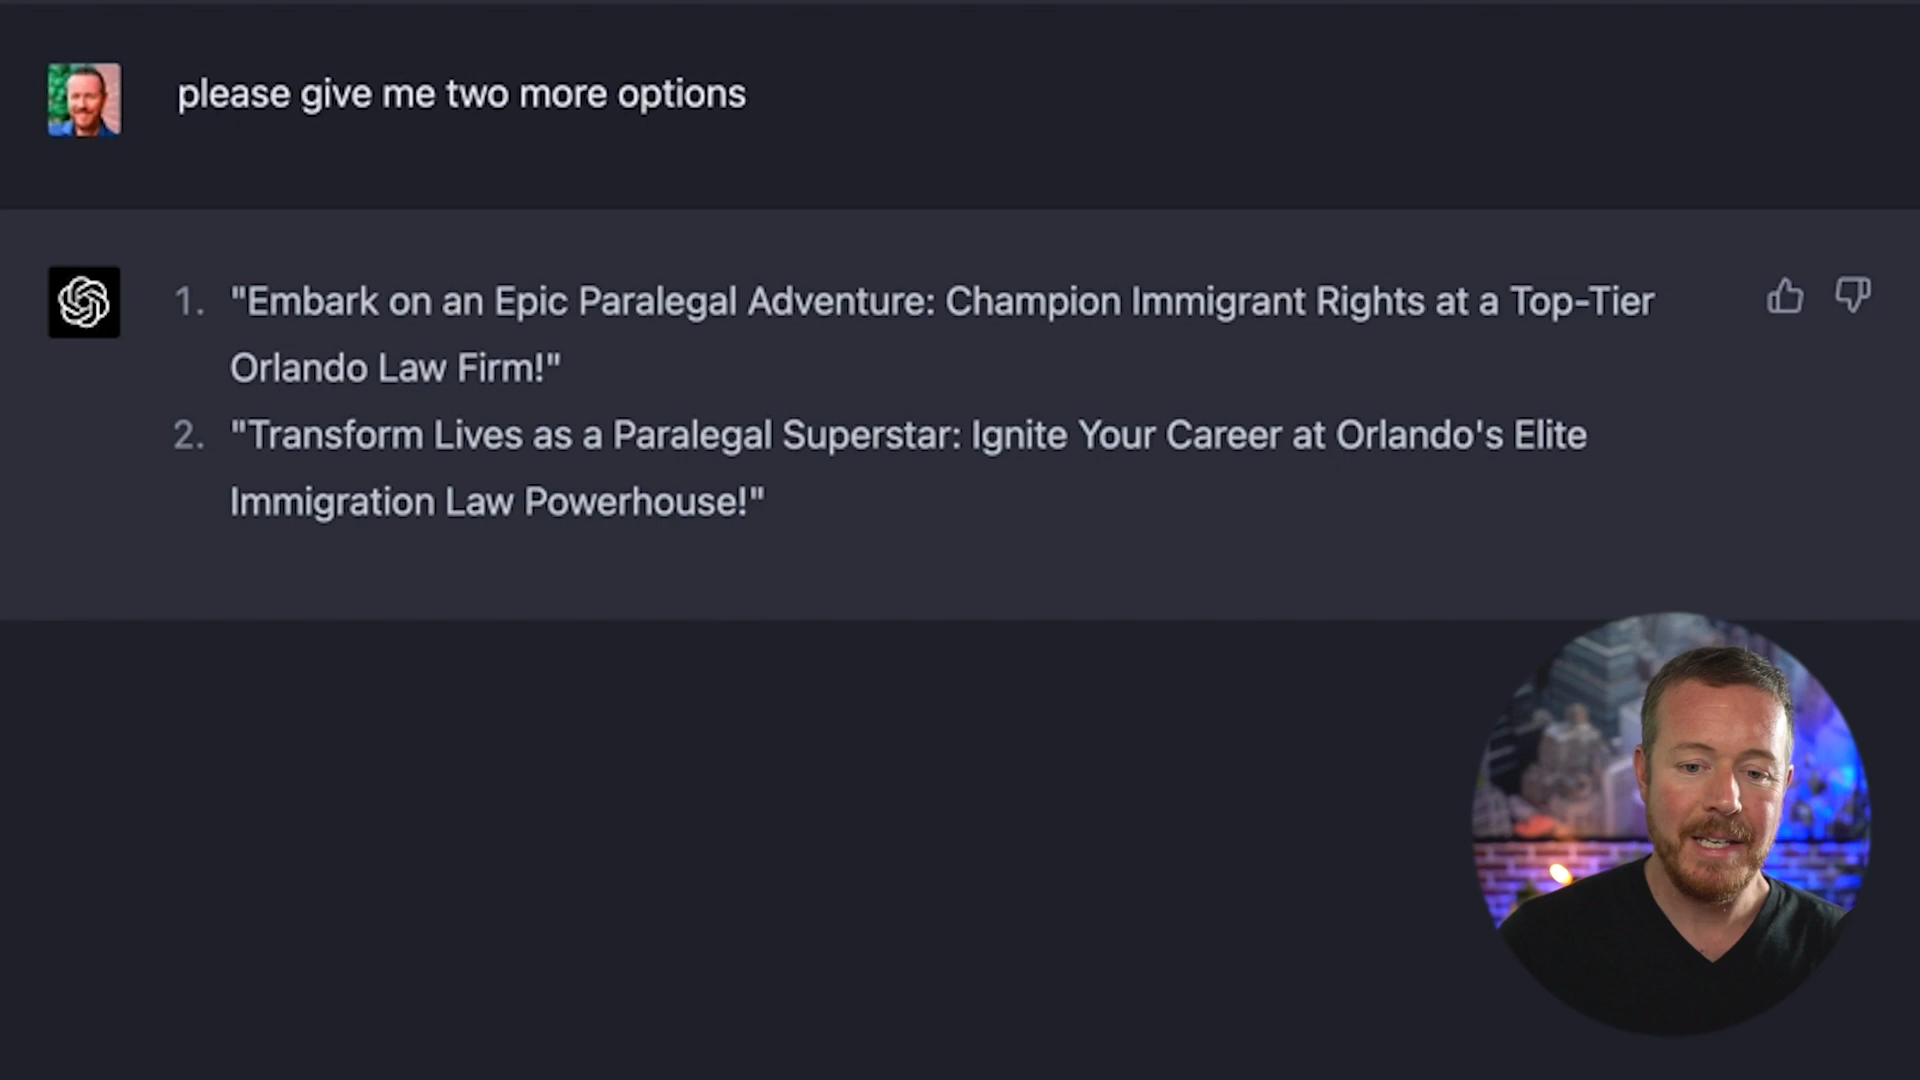 please give me two more options
1. "Embark on an Epic Paralegal Adventure: Champion Immigrant Rights at a Top-Tier
Orlando Law Firm!"
2. "Transform Lives as a Paralegal Superstar: Ignite Your Career at Orlando's Elite
Immigration Law Powerhouse!"